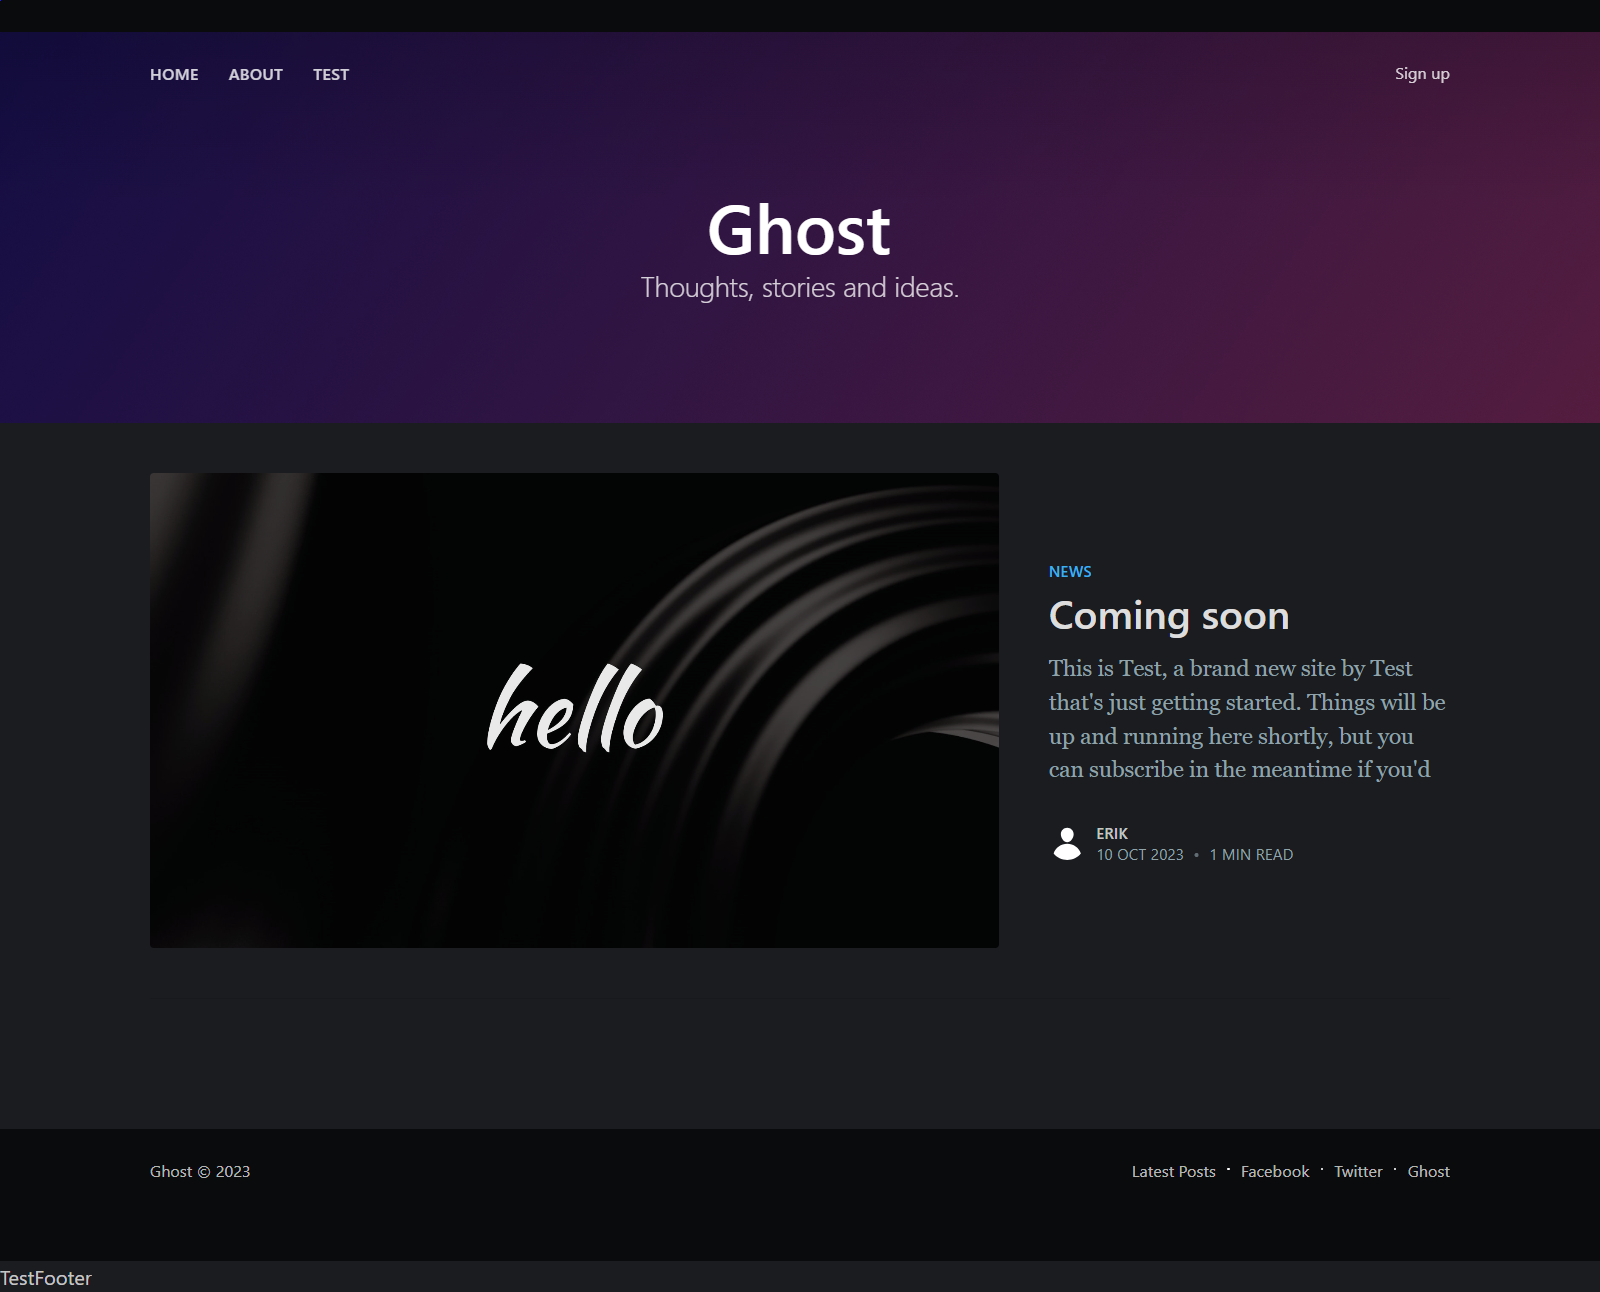 HOME ABOUT TEST Sign up
Ghost
Thoughts, stories and ideas.
hello
NEWS
Coming soon
This is Test, a brand new site by Test
that's just getting started. Things will be
up and running here shortly, but you
can subscribe in the meantime if you'd
ERIK
10 OCT 2023 • 1 MIN READ
Ghost © 2023
Latest Posts · Facebook · Twitter · Ghost
TestFooter